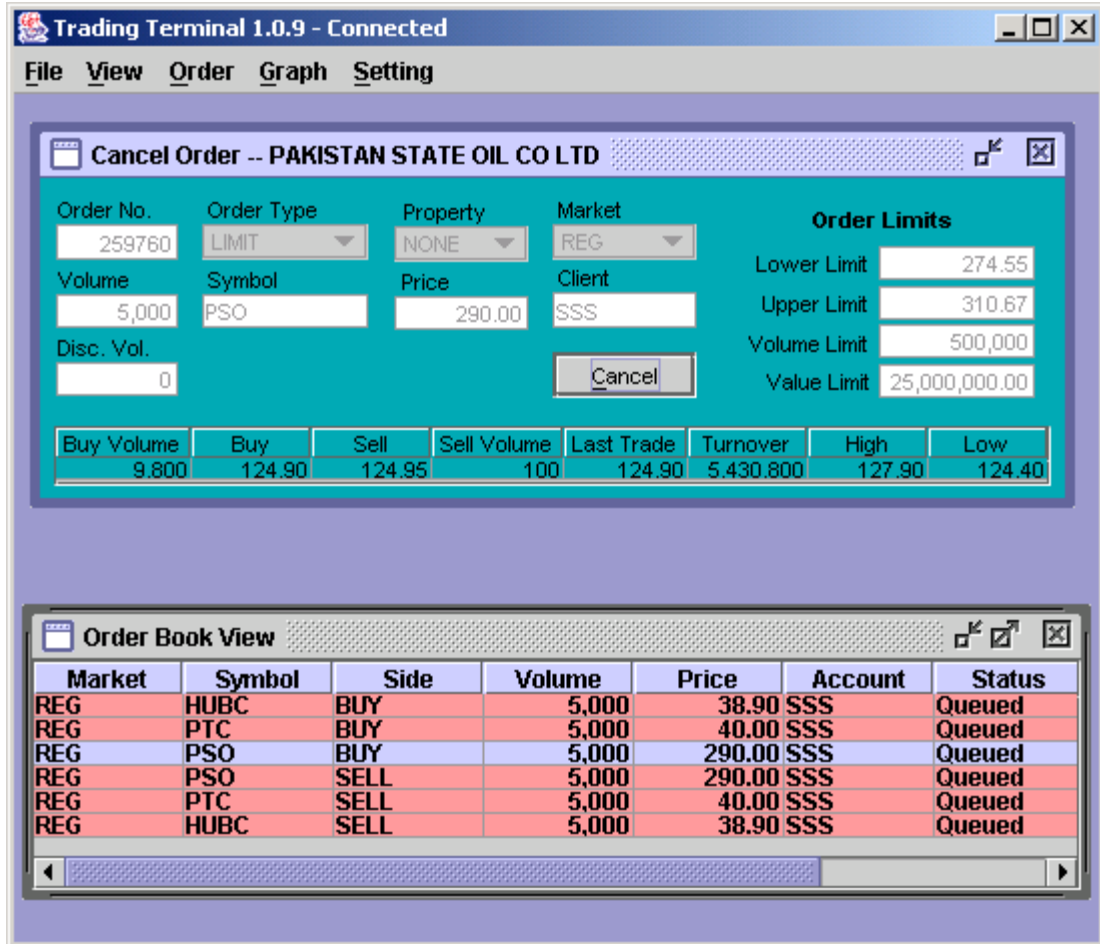 Trading Terminal 1.0.9 - Connected
File View Order Graph Setting
Cancel Order -- PAKISTAN STATE OIL CO LTD
Order No. Order Type Property Market Order Limits
259760 LIMIT NONE REG Lower Limit 274.55
Volume Symbol Price Client Upper Limit 310.67
5,000 PSO 290.00 SSS Volume Limit 500,000
Disc. Vol.
0 Cancel Value Limit 25,000,000.00
Buy Volume Buy Sell Sell Volume Last Trade Turnover High Low
9.800 124.90 124.95 100 124.90 5.430.800 127.90 124.40
Order Book View
Market Symbol Side Volume Price Account Status
REG HUBC BUY 5,000 38.90 SSS Queued
REG PTC BUY 5,000 40.00 SSS Queued
REG PSO BUY 5,000 290.00 SSS Queued
REG PSO SELL 5,000 290.00 SSS Queued
REG PTC SELL 5,000 40.00 SSS Queued
REG HUBC SELL 5,000 38.90 SSS Queued